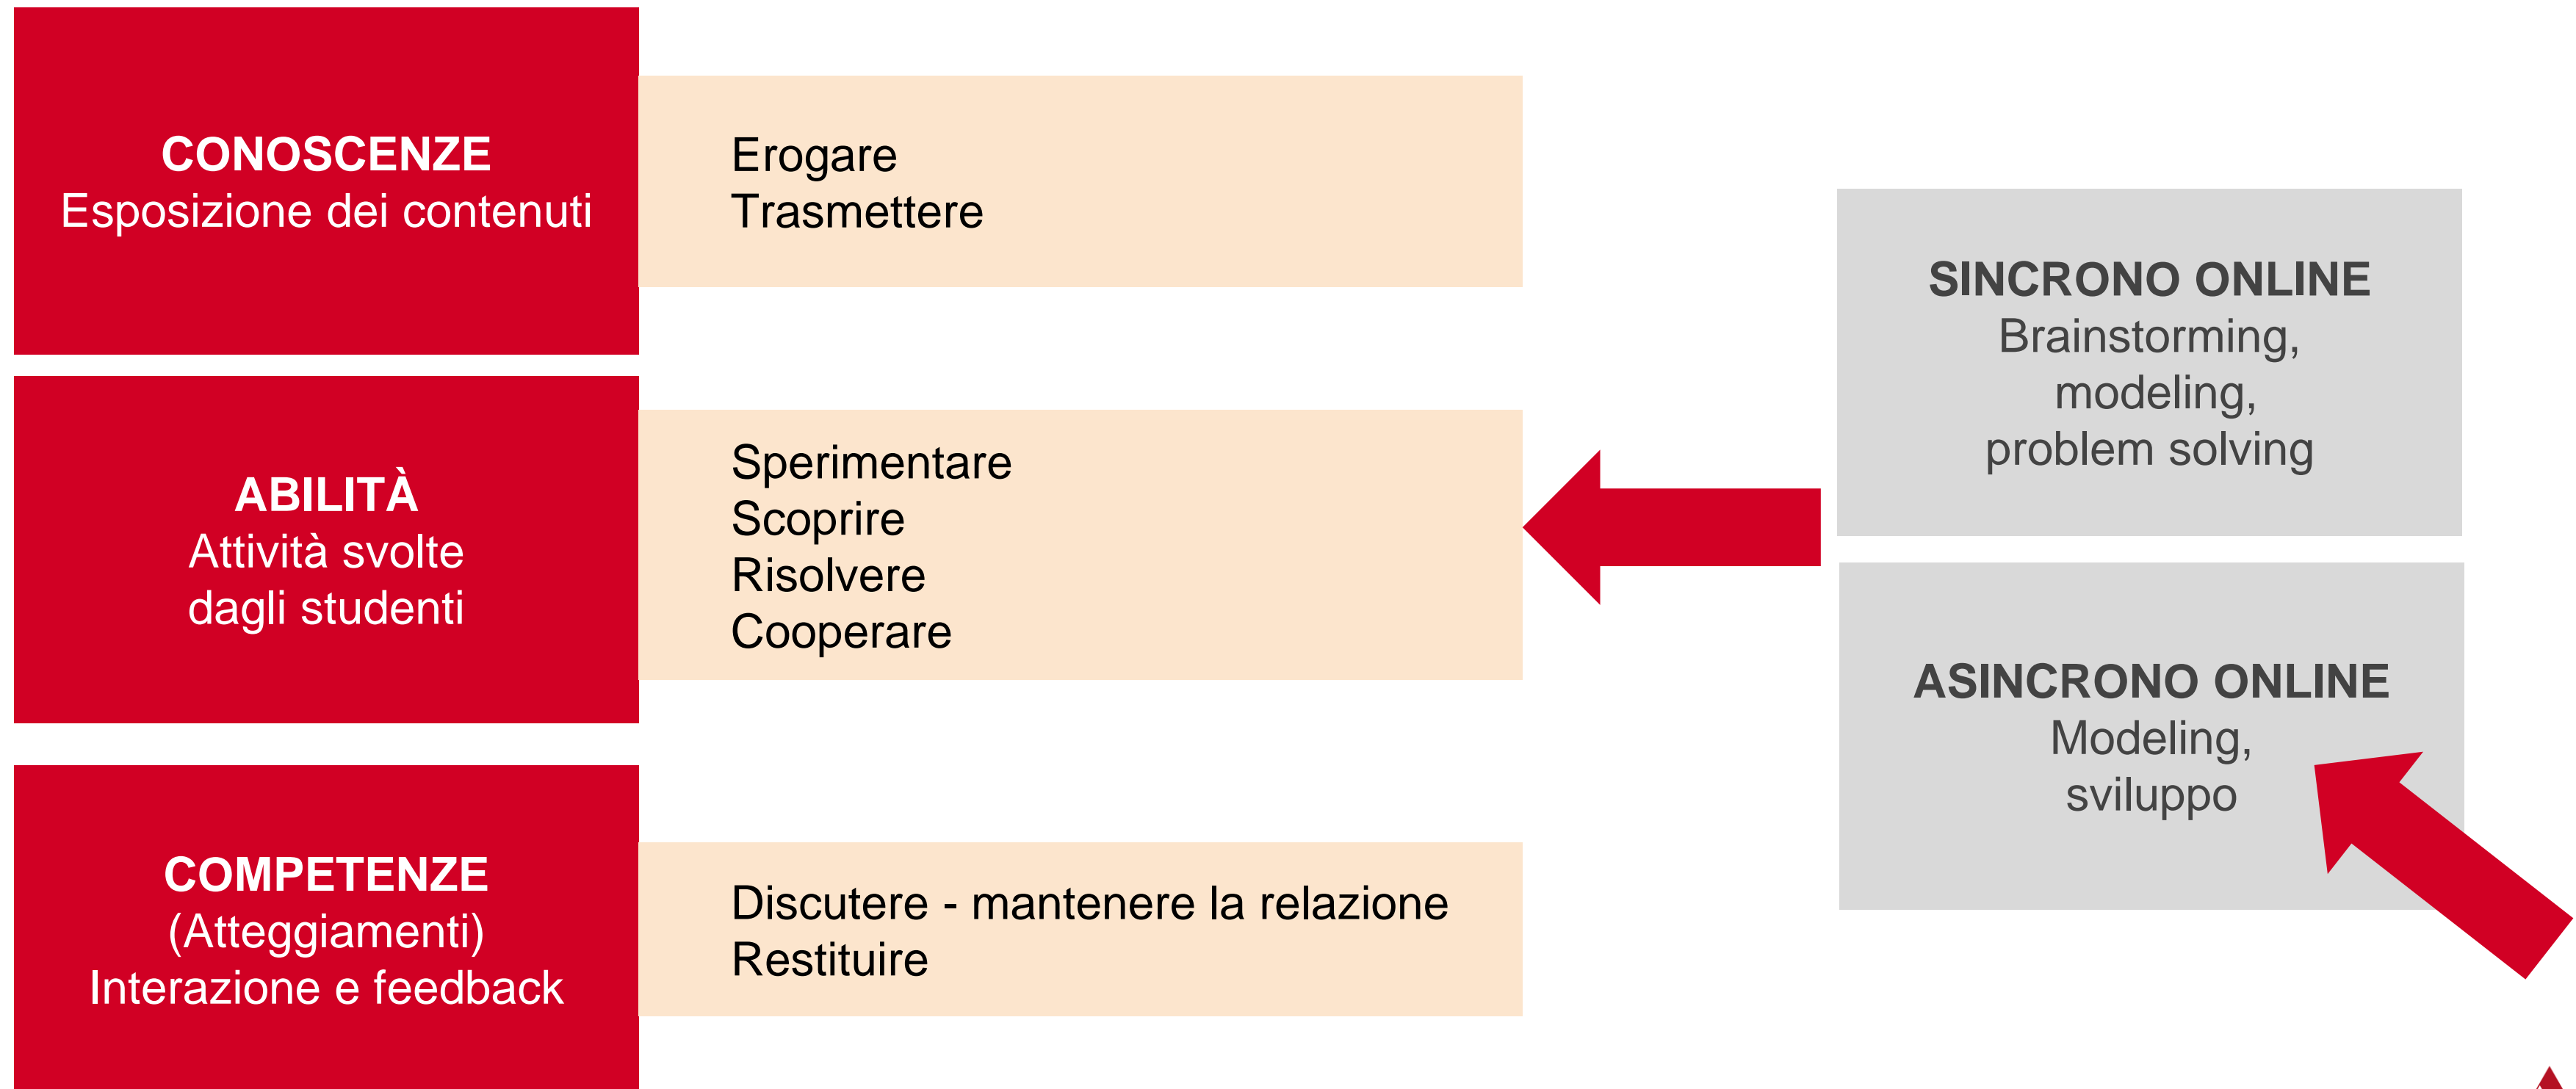 CONOSCENZE
Esposizione dei contenuti
Erogare
Trasmettere
ABILITÀ
Attività svolte
dagli studenti
Sperimentare
Scoprire
Risolvere
Cooperare
COMPETENZE
(Atteggiamenti)
Interazione e feedback
Discutere - mantenere la relazione
Restituire
SINCRONO ONLINE
Brainstorming,
modeling,
problem solving
ASINCRONO ONLINE
Modeling,
sviluppo